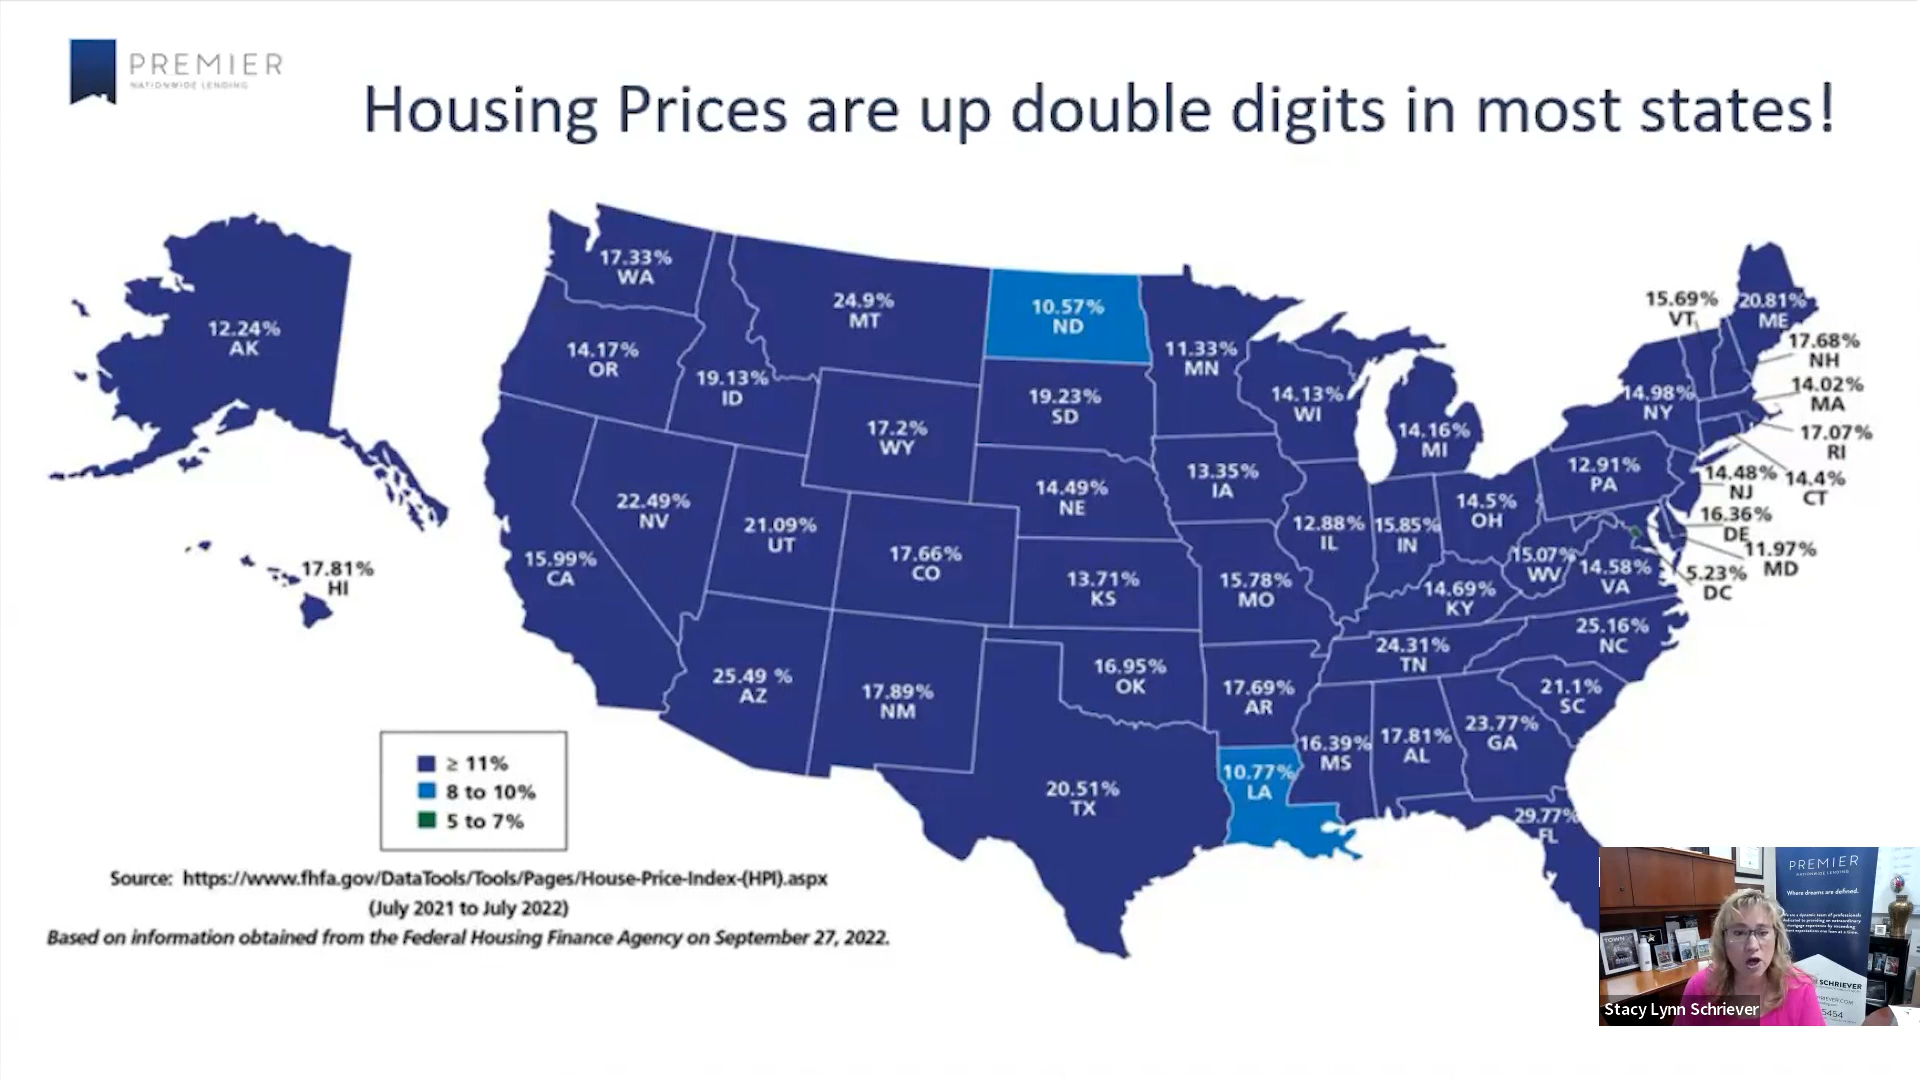 PREMIER
NATIONWIDE LENDING
Housing Prices are up double digits in most states!
12.24%
AK
17.81%
HI
17.33%
WA
14.17%
OR
19.13%
ID
24.9%
MT
10.57%
ND
11.33%
MN
17.2%
WY
19.23%
SD
14.13%
WI
14.16%
MI
15.69%
VT
20.81%
ME
17.68%
NH
14.02%
MA
14.98%
NY
17.07%
RI
14.4%
CT
14.48%
NJ
12.91%
PA
16.36%
DE
11.97%
MD
5.23%
DC
15.99%
CA
22.49%
NV
21.09%
UT
17.66%
CO
14.49%
NE
13.35%
IA
13.71%
KS
15.78%
MO
12.88%
IL
15.85%
IN
14.5%
OH
15.07%
WV
14.58%
VA
14.69%
KY
25.16%
NC
24.31%
TN
21.1%
SC
25.49 %
AZ
17.89%
NM
16.95%
OK
17.69%
AR
20.51%
TX
10.77%
LA
16.39%
MS
17.81%
AL
23.77%
GA
29.77%
FL
≥ 11%
8 to 10%
5 to 7%
Source: https://www.fhfa.gov/DataTools/Tools/Pages/House-Price-Index-(HPI).aspx
(July 2021 to July 2022)
Based on information obtained from the Federal Housing Finance Agency on September 27, 2022.
PREMIER
NATIONWIDE LENDING
Where dreams are defined.
TOWN
SCHRIEVER
5454
Stacy Lynn Schriever